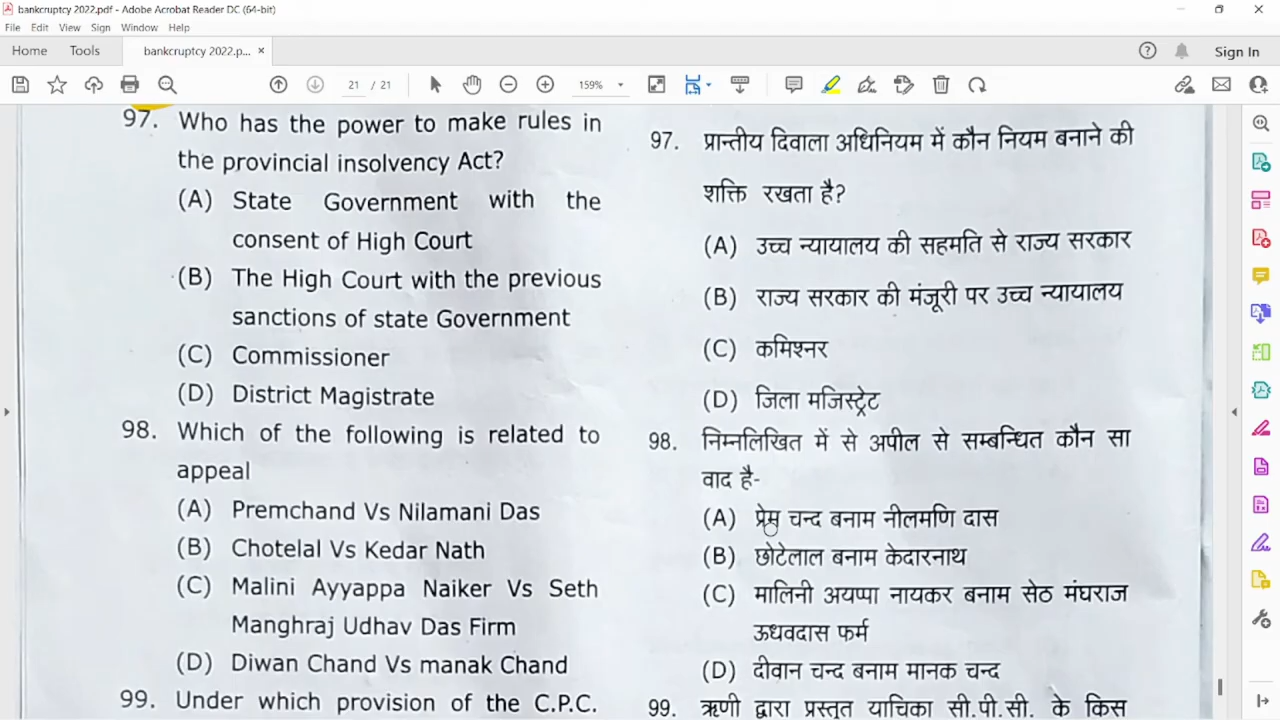 bankcruptcy 2022.pdf - Adobe Acrobat Reader DC (64-bit)
File Edit View Sign Window Help
Home Tools bankcruptcy 2022.p... × Sign In
21 / 21 159%
97. Who has the power to make rules in
the provincial insolvency Act?
(A) State Government with the
consent of High Court
(B) The High Court with the previous
sanctions of state Government
(C) Commissioner
(D) District Magistrate
98. Which of the following is related to
appeal
(A) Premchand Vs Nilamani Das
(B) Chotelal Vs Kedar Nath
(C) Malini Ayyappa Naiker Vs Seth
Manghraj Udhav Das Firm
(D) Diwan Chand Vs manak Chand
99. Under which provision of the C.P.C.
97. प्रान्तीय दिवाला अधिनियम में कौन नियम बनाने की
शक्ति रखता है?
(A) उच्च न्यायालय की सहमति से राज्य सरकार
(B) राज्य सरकार की मंजूरी पर उच्च न्यायालय
(C) कमिश्नर
(D) जिला मजिस्ट्रेट
98. निम्नलिखित में से अपील से सम्बन्धित कौन सा
वाद है-
(A) प्रेम चन्द बनाम नीलमणि दास
(B) छोटेलाल बनाम केदारनाथ
(C) मालिनी अयप्पा नायकर बनाम सेठ मंघराज
ऊधवदास फर्म
(D) दीवान चन्द बनाम मानक चन्द
99. ऋणी द्वारा प्रस्तुत याचिका सी.पी.सी. के किस